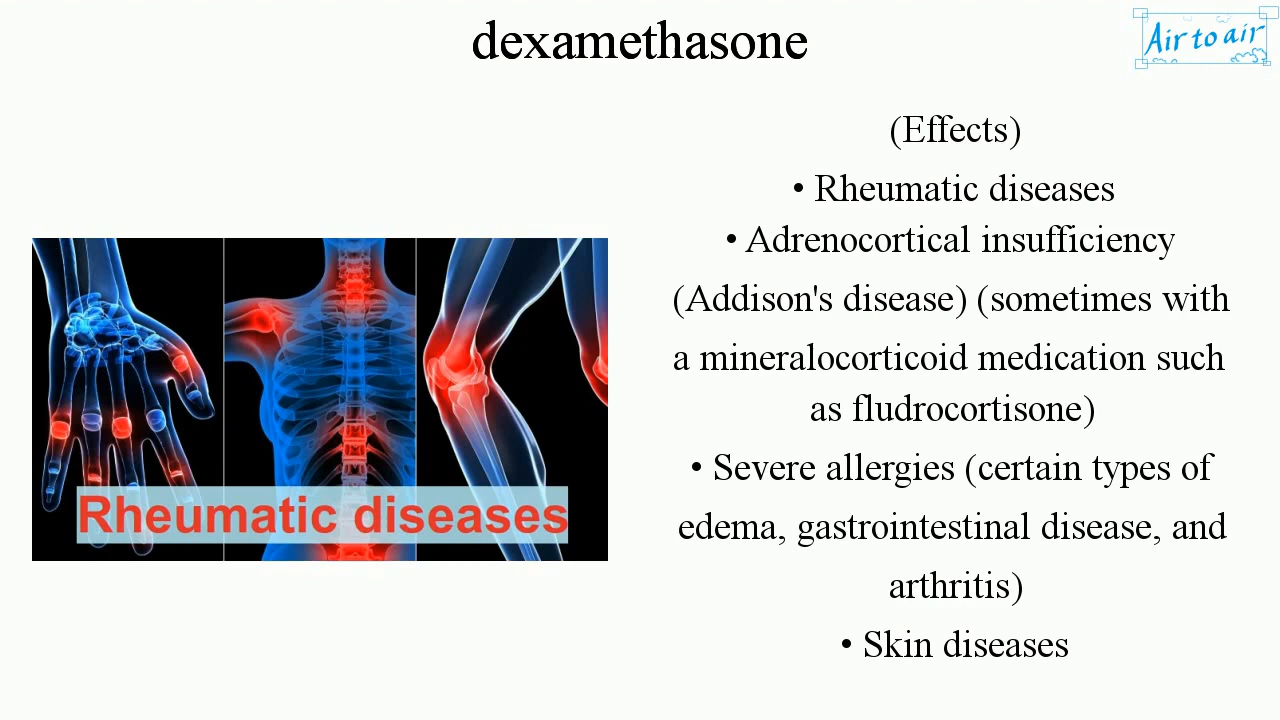 dexamethasone
Air to air
(Effects)
• Rheumatic diseases
• Adrenocortical insufficiency
(Addison's disease) (sometimes with
a mineralocorticoid medication such
as fludrocortisone)
• Severe allergies (certain types of
edema, gastrointestinal disease, and
arthritis)
• Skin diseases
Rheumatic diseases